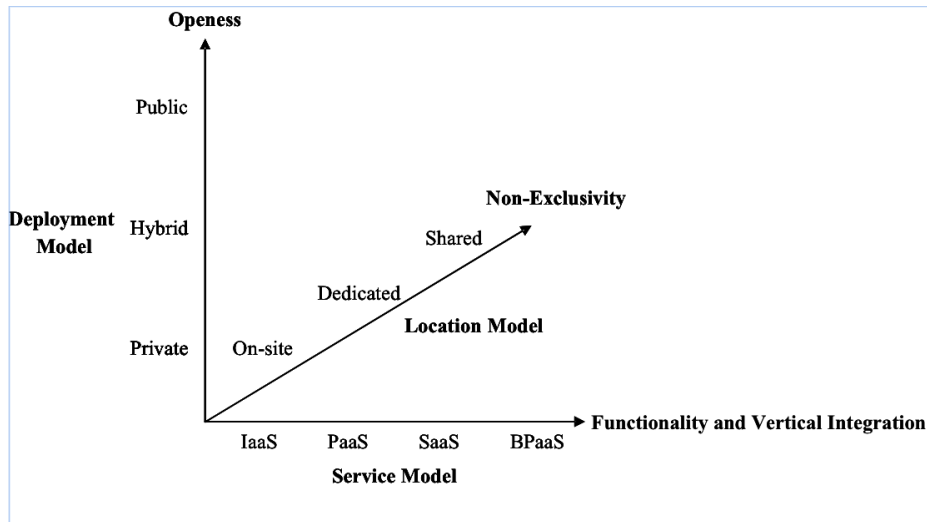 Openess
Public
Non-Exclusivity
Deployment
Model
Hybrid
Shared
Dedicated
Location Model
Private
On-site
Functionality and Vertical Integration
IaaS
PaaS
SaaS
BPaaS
Service Model